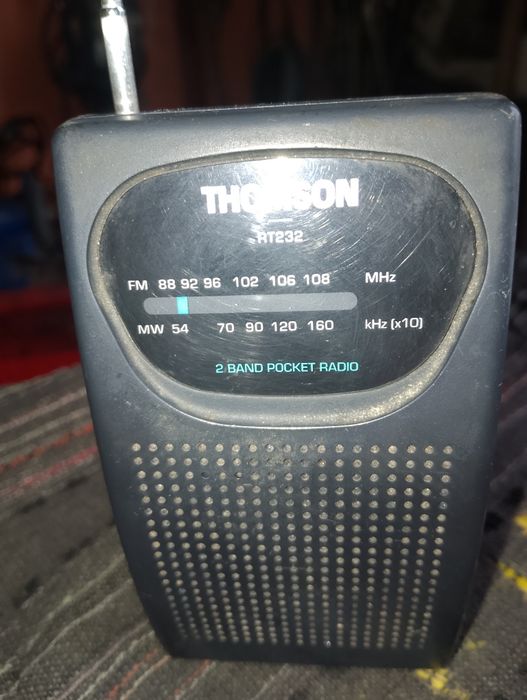 THOMSON
RT232
FM 88 92 96 102 106 108 MHz
MW 54 70 90 120 160 kHz (x10)
2 BAND POCKET RADIO